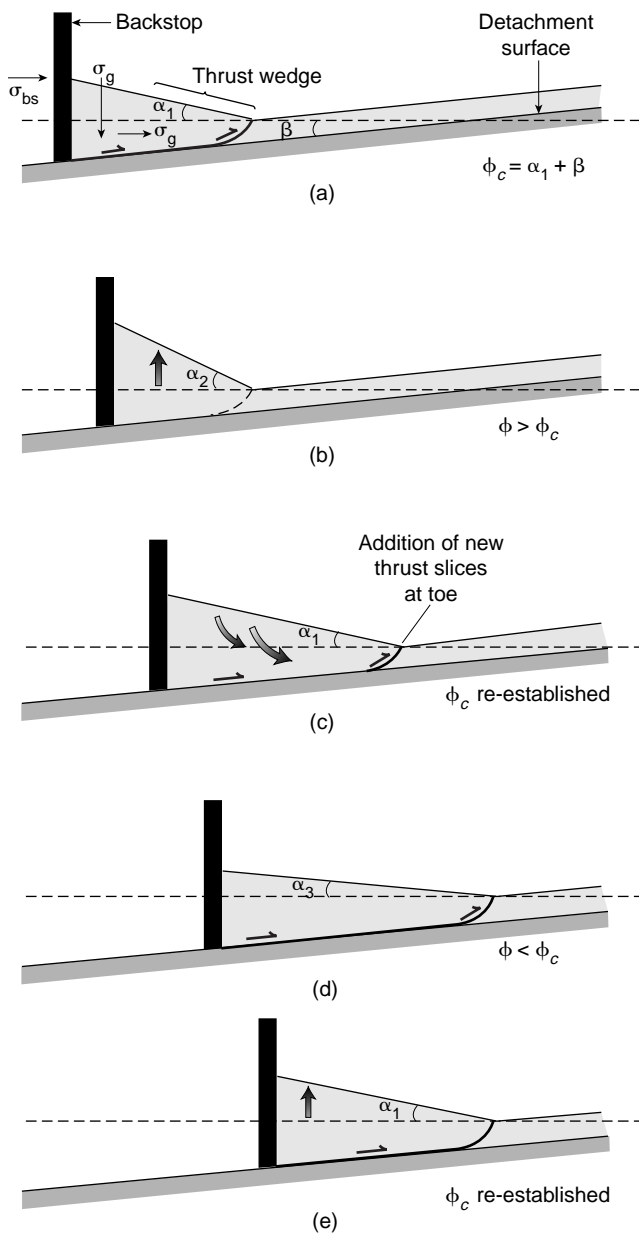 Backstop
Detachment
surface
σg
Thrust wedge
σbs
α1
σg
β
ϕc = α1 + β
(a)
α2
ϕ > ϕc
(b)
Addition of new
thrust slices
at toe
α1
ϕc re-established
(c)
α3
ϕ < ϕc
(d)
α1
ϕc re-established
(e)